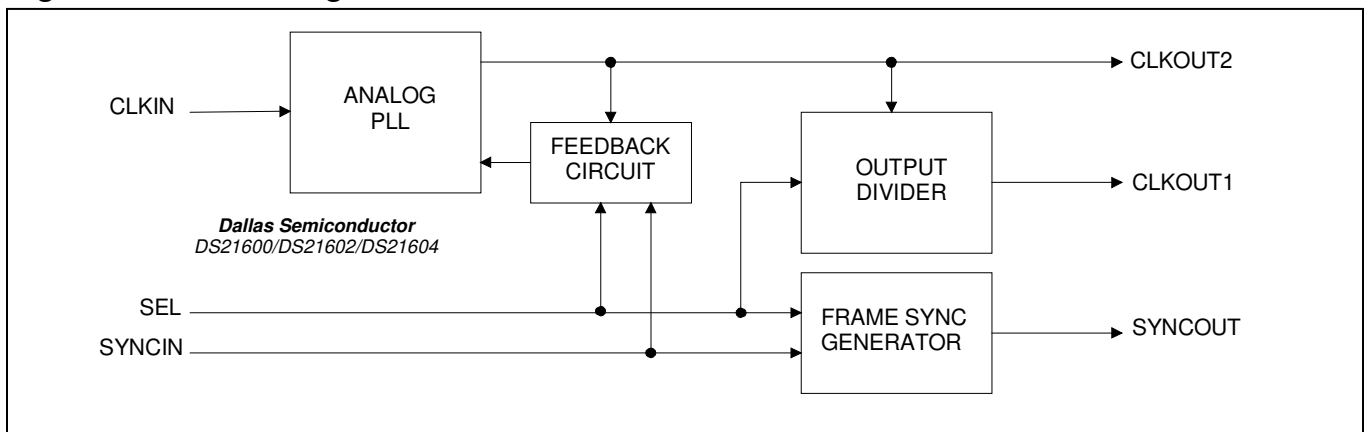 CLKOUT2
CLKIN
ANALOG
PLL
FEEDBACK
CIRCUIT
OUTPUT
DIVIDER
CLKOUT1
Dallas Semiconductor
DS21600/DS21602/DS21604
SEL
SYNCIN
FRAME SYNC
GENERATOR
SYNCOUT